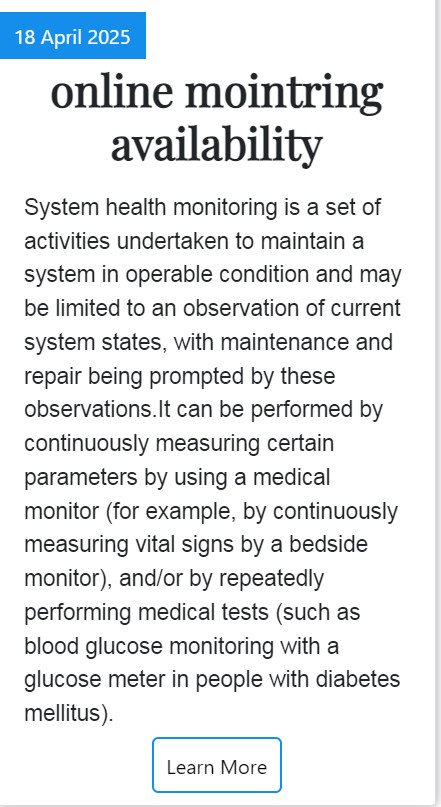 18 April 2025
online mointring
availability
System health monitoring is a set of
activities undertaken to maintain a
system in operable condition and may
be limited to an observation of current
system states, with maintenance and
repair being prompted by these
observations.It can be performed by
continuously measuring certain
parameters by using a medical
monitor (for example, by continuously
measuring vital signs by a bedside
monitor), and/or by repeatedly
performing medical tests (such as
blood glucose monitoring with a
glucose meter in people with diabetes
mellitus).
Learn More